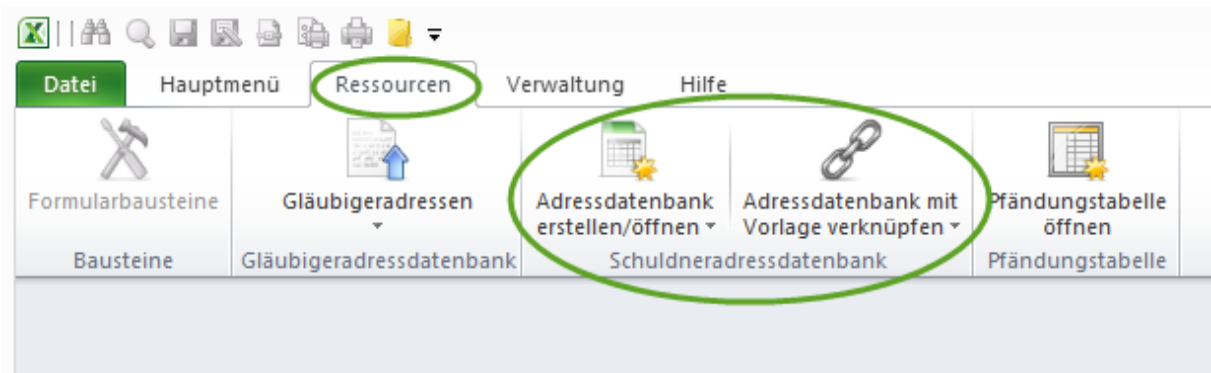 Datei Hauptmenü Ressourcen Verwaltung Hilfe
Formularbausteine
Bausteine
Gläubigeradressen
Gläubigeradressdatenbank
Adressdatenbank
erstellen/öffnen
Adressdatenbank mit
Vorlage verknüpfen
Schuldneradressdatenbank
Pfändungstabelle
öffnen
Pfändungstabelle